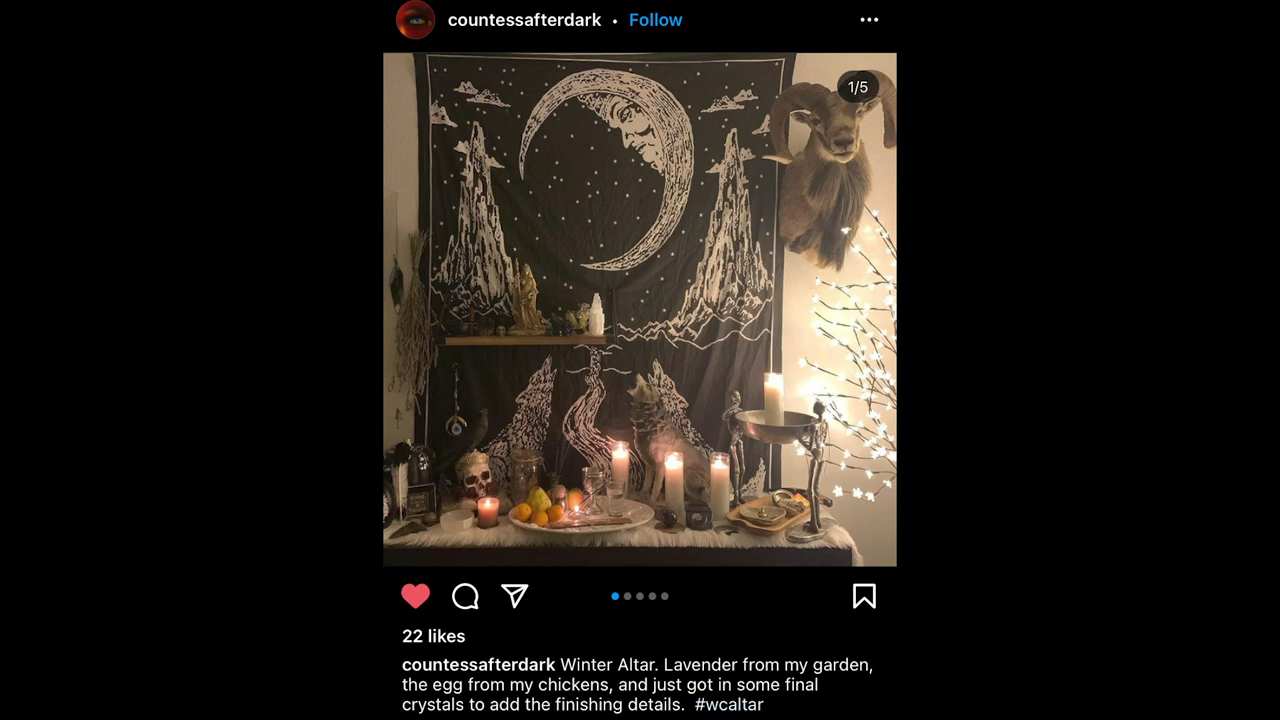 countessafterdark • Follow
1/5
22 likes
countessafterdark Winter Altar. Lavender from my garden,
the egg from my chickens, and just got in some final
crystals to add the finishing details. #wcaltar